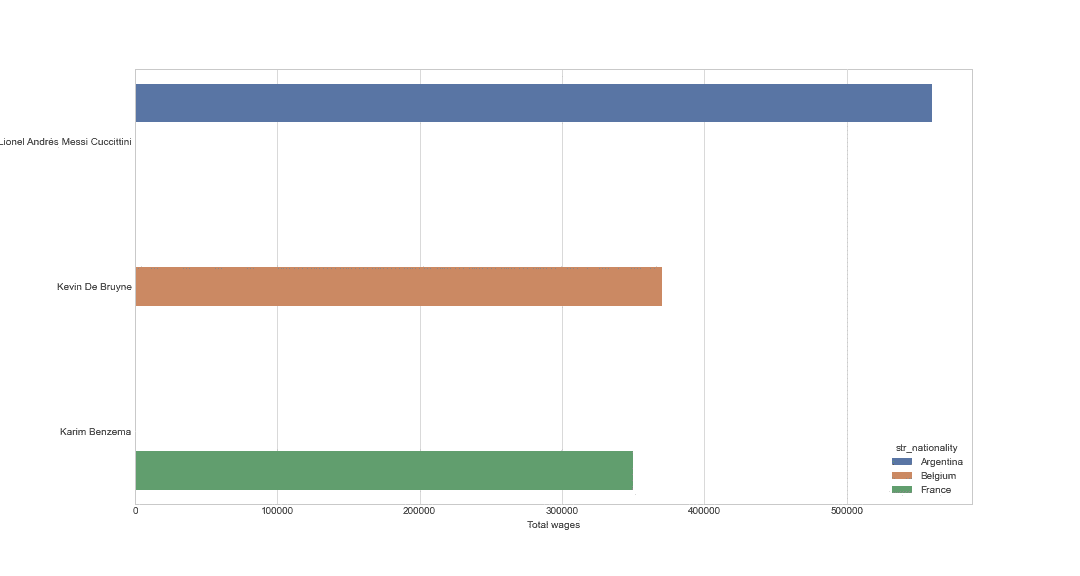 Lionel Andrés Messi Cuccittini
Kevin De Bruyne
Karim Benzema
str_nationality
Argentina
Belgium
France
0 100000 200000 300000 400000 500000
Total wages